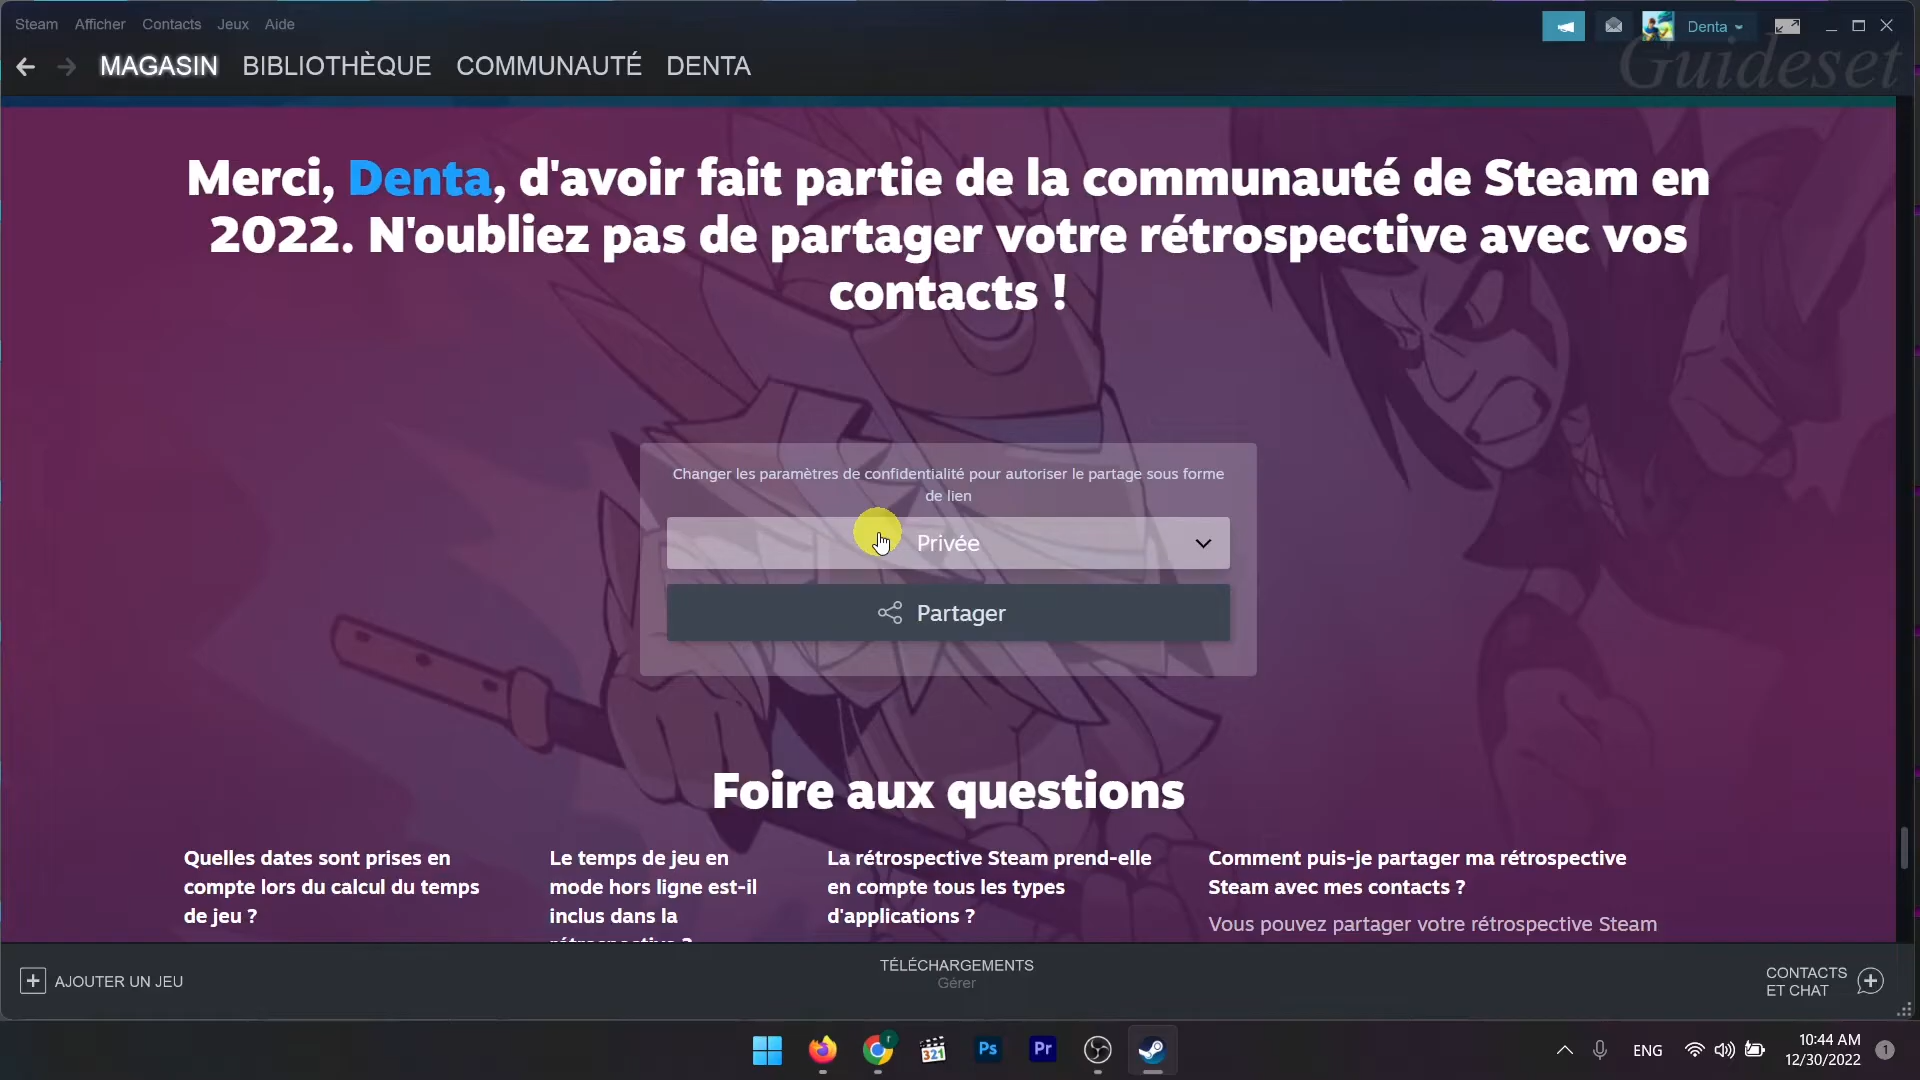 Steam Afficher Contacts Jeux Aide
Denta
MAGASIN BIBLIOTHÈQUE COMMUNAUTÉ DENTA
Guideset
Merci, Denta, d'avoir fait partie de la communauté de Steam en
2022. N'oubliez pas de partager votre rétrospective avec vos
contacts !
Changer les paramètres de confidentialité pour autoriser le partage sous forme
de lien
Privée
Partager
Foire aux questions
Quelles dates sont prises en
compte lors du calcul du temps
de jeu ?
Le temps de jeu en
mode hors ligne est-il
inclus dans la
rétrospective ?
La rétrospective Steam prend-elle
en compte tous les types
d'applications ?
Comment puis-je partager ma rétrospective
Steam avec mes contacts ?
Vous pouvez partager votre rétrospective Steam
AJOUTER UN JEU
TÉLÉCHARGEMENTS
Gérer
CONTACTS
ET CHAT
321
Ps
Pr
ENG
10:44 AM
12/30/2022
1